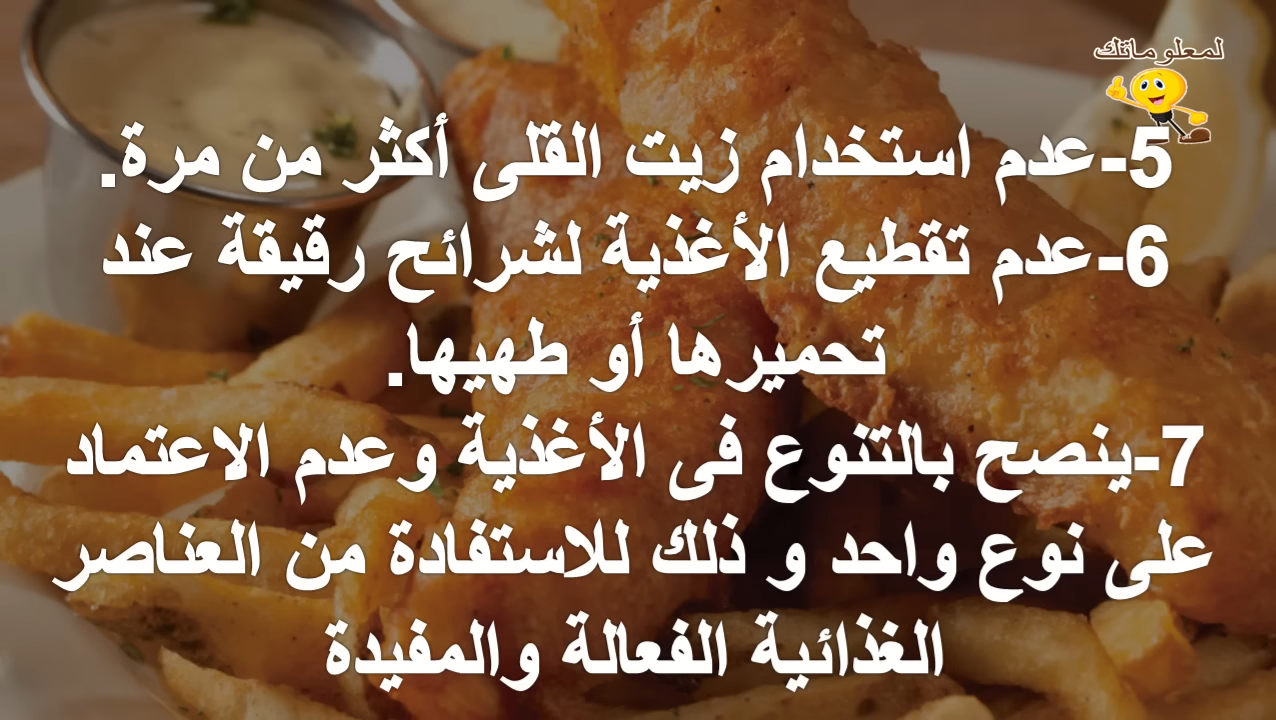 لمعلوماتك
5-عدم استخدام زيت القلى أكثر من مرة.
6-عدم تقطيع الأغذية لشرائح رقيقة عند
تحميرها أو طهيها.
7-ينصح بالتنوع فى الأغذية وعدم الاعتماد
على نوع واحد و ذلك للاستفادة من العناصر
الغذائية الفعالة والمفيدة